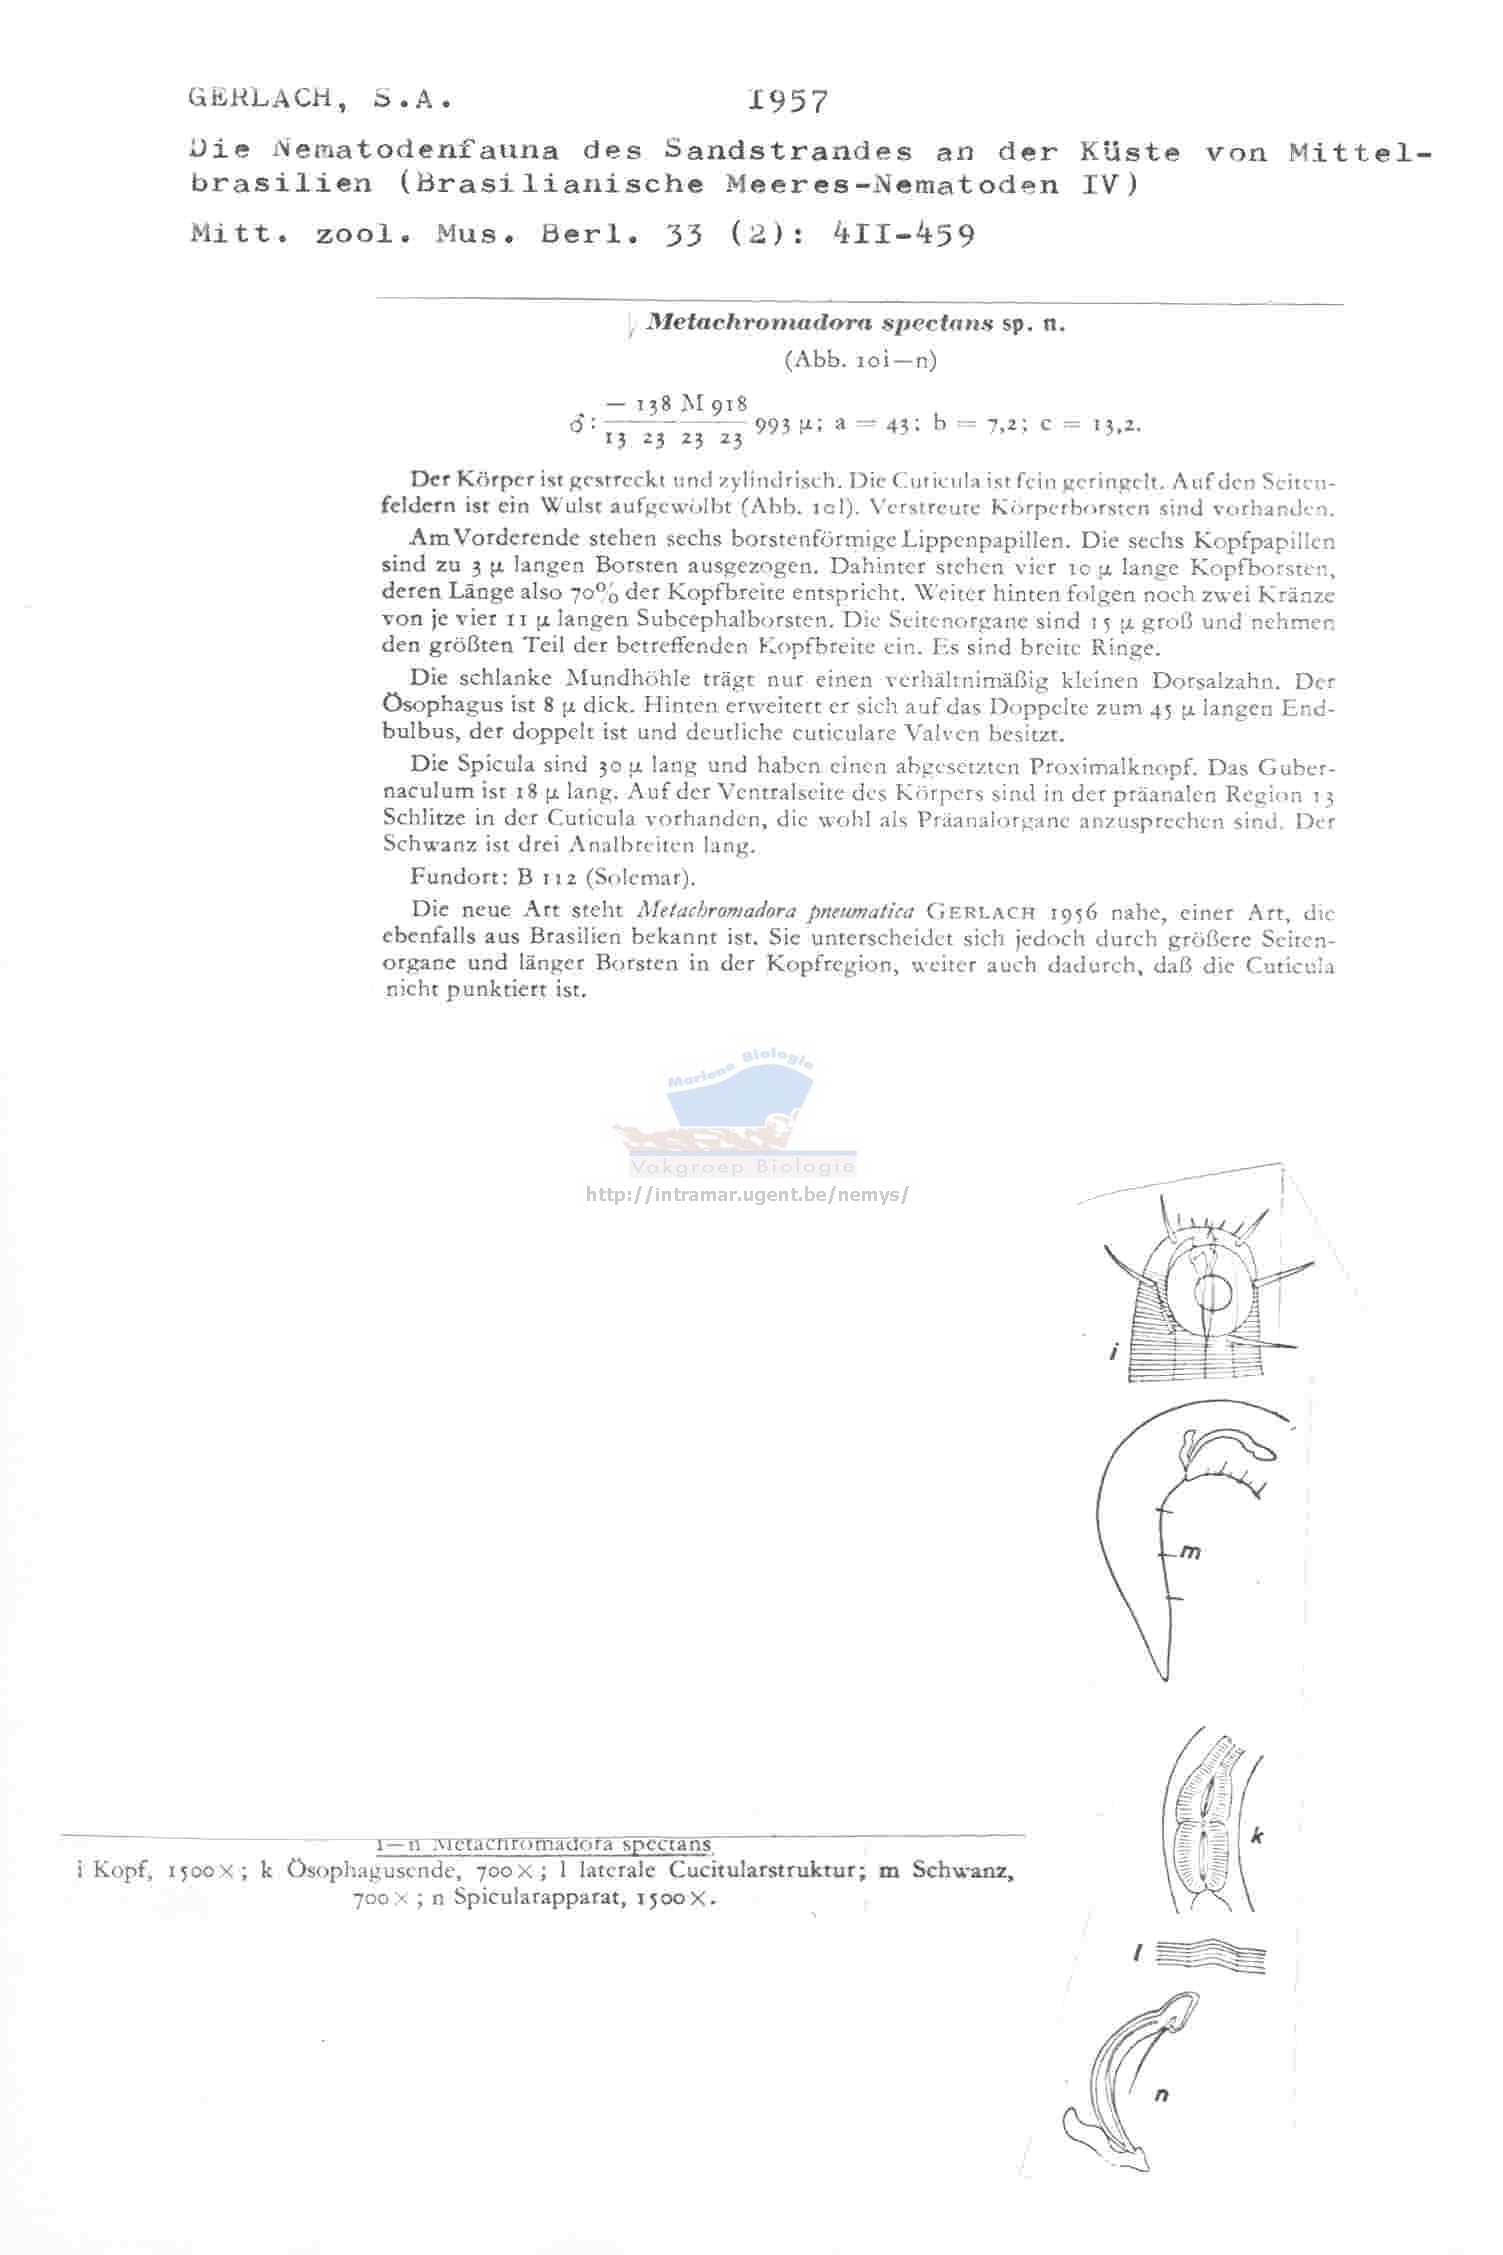 GERLACH, S.A. 1957
Die Nematodenfauna des Sandstrandes an der Küste von Mittel-
brasilien (Brasilianische Meeres-Nematoden IV)
Mitt. zool. Mus. Berl. 33 (2): 4II-459
Metachromadora spectans sp. n.
(Abb. 10i—n)
— 138 M 918
♂: 993 µ; a = 43; b = 7,2; c = 13,2.
13 23 23 23
Der Körper ist gestreckt und zylindrisch. Die Cuticula ist fein geringelt. Auf den Seiten-
feldern ist ein Wulst aufgewölbt (Abb. 10l). Verstreute Körperborsten sind vorhanden.
Am Vorderende stehen sechs borstenförmige Lippenpapillen. Die sechs Kopfpapillen
sind zu 3 µ langen Borsten ausgezogen. Dahinter stehen vier 10 µ lange Kopfborsten,
deren Länge also 70% der Kopfbreite entspricht. Weiter hinten folgen noch zwei Kränze
von je vier 11 µ langen Subcephalborsten. Die Seitenorgane sind 15 µ groß und nehmen
den größten Teil der betreffenden Kopfbreite ein. Es sind breite Ringe.
Die schlanke Mundhöhle trägt nur einen verhältnimäßig kleinen Dorsalzahn. Der
Ösophagus ist 8 µ dick. Hinten erweitert er sich auf das Doppelte zum 45 µ langen End-
bulbus, der doppelt ist und deutliche cuticulare Valven besitzt.
Die Spicula sind 30 µ lang und haben einen abgesetzten Proximalknopf. Das Guber-
naculum ist 18 µ lang. Auf der Ventralseite des Körpers sind in der präanalen Region 13
Schlitze in der Cuticula vorhanden, die wohl als Präanalorgane anzusprechen sind. Der
Schwanz ist drei Analbreiten lang.
Fundort: B 112 (Solemar).
Die neue Art steht Metachromadora pneumatica GERLACH 1956 nahe, einer Art, die
ebenfalls aus Brasilien bekannt ist. Sie unterscheidet sich jedoch durch größere Seiten-
organe und länger Borsten in der Kopfregion, weiter auch dadurch, daß die Cuticula
nicht punktiert ist.
Mariene Biologie
Vakgroep Biologie
http://intramar.ugent.be/nemys/
i
m
k
i—n Metachromadora spectans
i Kopf, 1500×; k Ösophagusende, 700×; l laterale Cucitularstruktur; m Schwanz,
700×; n Spicularapparat, 1500×.
l
n